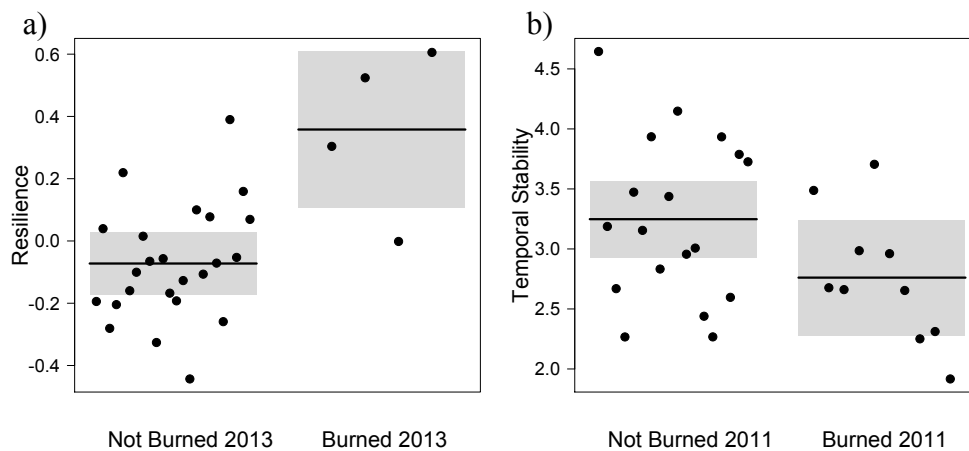 a)
Resilience
0.6
0.4
0.2
0.0
-0.2
-0.4
Not Burned 2013
Burned 2013
b)
Temporal Stability
4.5
4.0
3.5
3.0
2.5
2.0
Not Burned 2011
Burned 2011